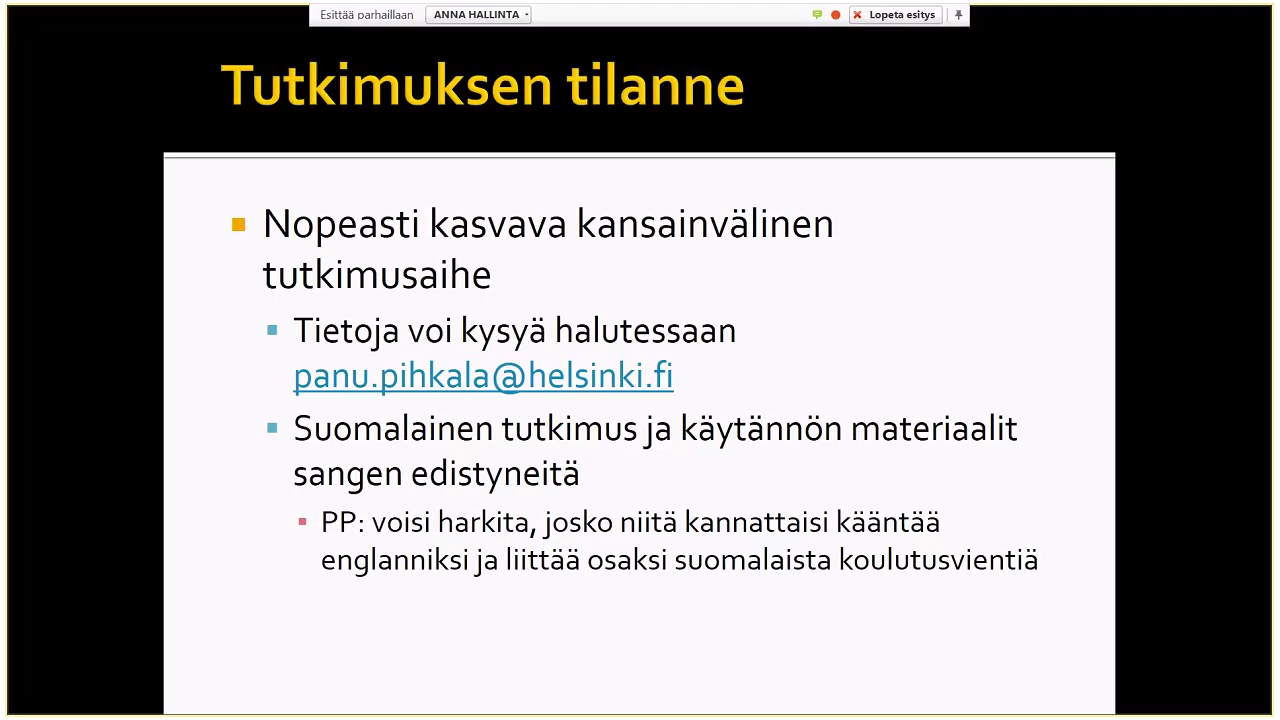 Esittää parhaillaan ANNA HALLINTA Lopeta esitys
Tutkimuksen tilanne
Nopeasti kasvava kansainvälinen
tutkimusaihe
Tietoja voi kysyä halutessaan
panu.pihkala@helsinki.fi
Suomalainen tutkimus ja käytännön materiaalit
sangen edistyneitä
PP: voisi harkita, josko niitä kannattaisi kääntää
englanniksi ja liittää osaksi suomalaista koulutusvientiä